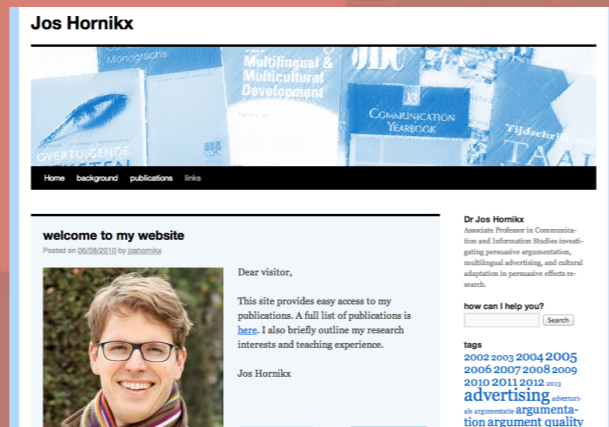 Jos Hornikx
Monographs
Multilingual &
Multicultural
Development
COMMUNICATION
YEARBOOK
OVERTUIGENDE
Tijdschri
TAAL
Home background publications links
welcome to my website
Posted on 06/08/2010 by joshornikx
Dear visitor,
This site provides easy access to my
publications. A full list of publications is
here. I also briefly outline my research
interests and teaching experience.
Jos Hornikx
Dr Jos Hornikx
Associate Professor in Communica-
tion and Information Studies investi-
gating persuasive argumentation,
multilingual advertising, and cultural
adaptation in persuasive effects re-
search.
how can I help you?
Search
tags
2002 2003 2004 2005
2006 2007 2008 2009
2010 2011 2012 2013
advertising advertori-
als argumentatie argumenta-
tion argument quality